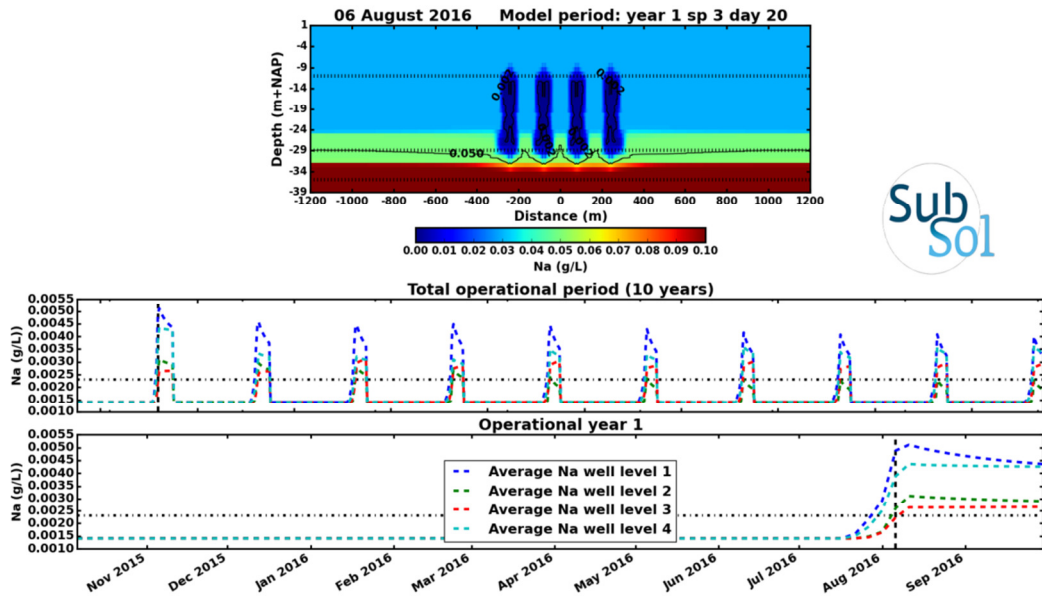 06 August 2016 Model period: year 1 sp 3 day 20
Depth (m+NAP)
1
-4
-9
-14
-19
-24
-29
-34
-39
0.050
-1200 -1000 -800 -600 -400 -200 0 200 400 600 800 1000 1200
Distance (m)
0.00 0.01 0.02 0.03 0.04 0.05 0.06 0.07 0.08 0.09 0.10
Na (g/L)
Sub
Sol
Total operational period (10 years)
Na (g/L))
0.0055
0.0050
0.0045
0.0040
0.0035
0.0030
0.0025
0.0020
0.0015
0.0010
Operational year 1
Na (g/L))
0.0055
0.0050
0.0045
0.0040
0.0035
0.0030
0.0025
0.0020
0.0015
0.0010
Average Na well level 1
Average Na well level 2
Average Na well level 3
Average Na well level 4
Nov 2015 Dec 2015 Jan 2016 Feb 2016 Mar 2016 Apr 2016 May 2016 Jun 2016 Jul 2016 Aug 2016 Sep 2016